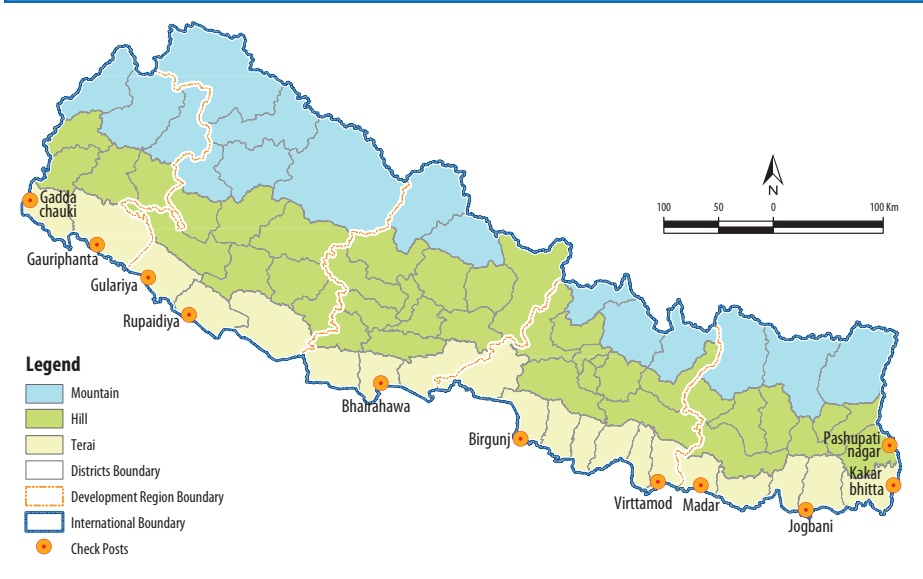 Gadda
chauki
Gauriphanta
Gulariya
Rupaidiya
Bhairahawa
Birgunj
Virttamod
Madar
Jogbani
Pashupati
nagar
Kakar
bhitta
N
100 50 0 100 Km
Legend
Mountain
Hill
Terai
Districts Boundary
Development Region Boundary
International Boundary
Check Posts